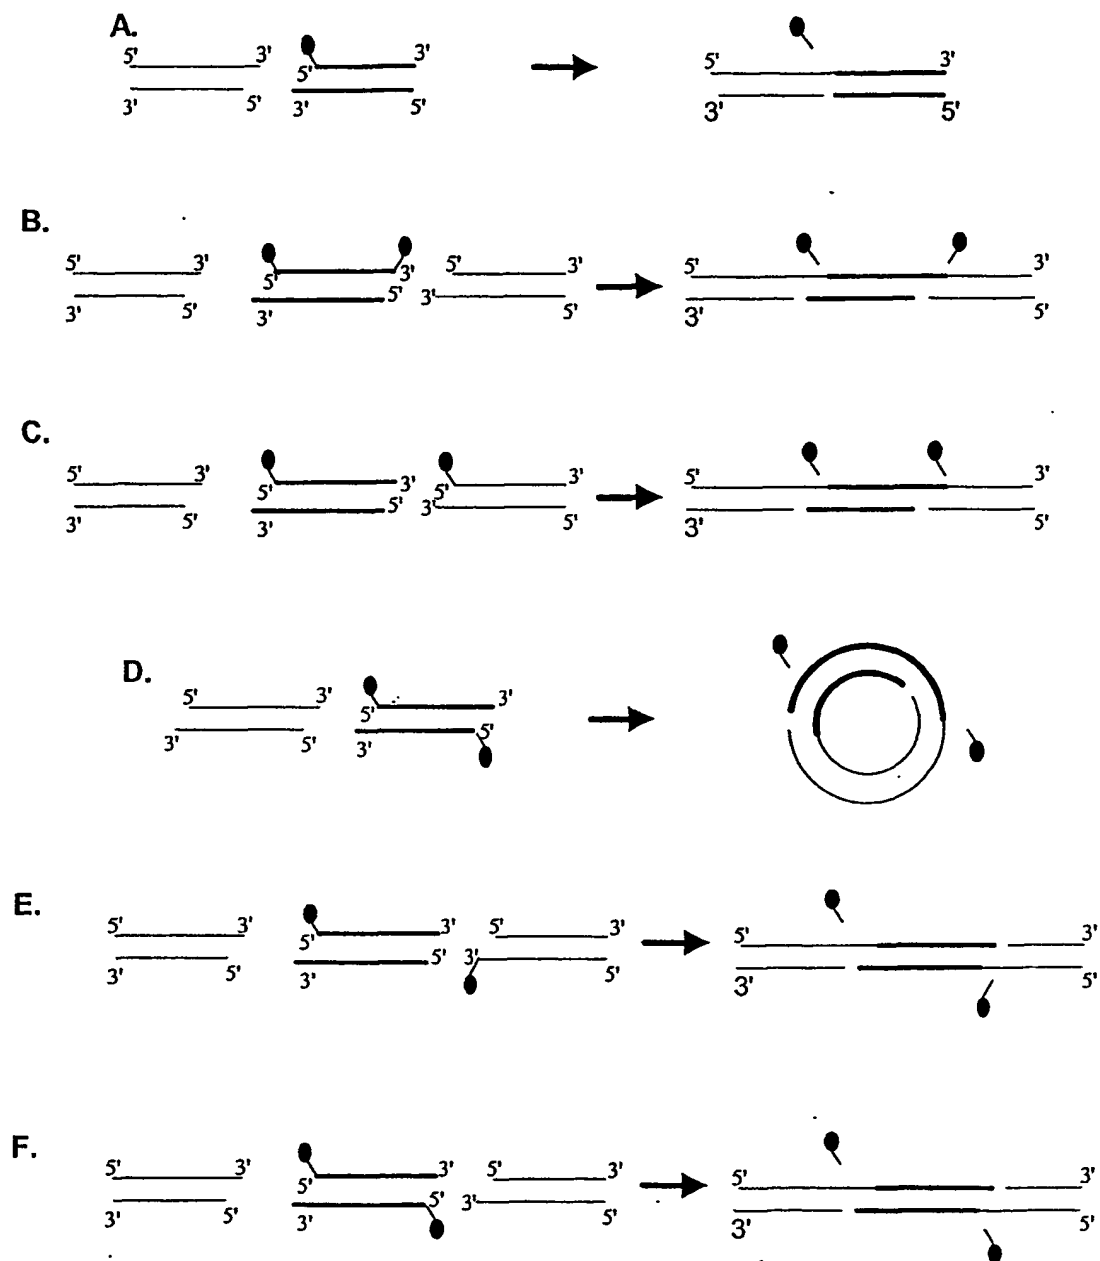 A.
5' 3' 5' 3' 5' 3'
3' 5' 3' 5' 3' 5'
B.
5' 3' 5' 3' 5' 3' 5' 3'
3' 5' 3' 5' 3' 5' 3' 5'
C.
5' 3' 5' 3' 5' 3' 5' 3'
3' 5' 3' 5' 3' 5' 3' 5'
D.
5' 3' 5' 3'
3' 5' 3' 5'
E.
5' 3' 5' 3' 5' 3' 5' 3'
3' 5' 3' 5' 3' 5' 3' 5'
F.
5' 3' 5' 3' 5' 3' 5' 3'
3' 5' 3' 5' 3' 5' 3' 5'